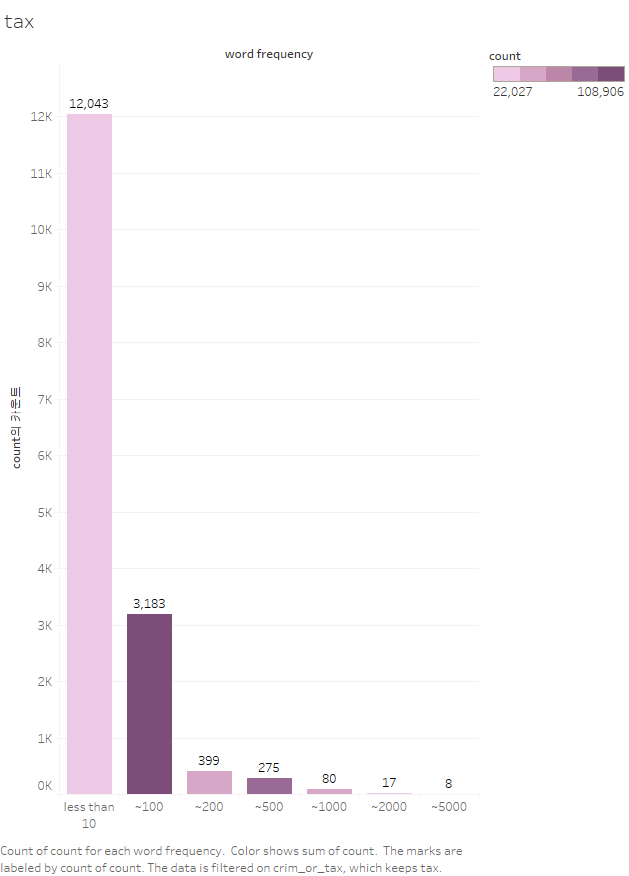 tax
word frequency
count
22,027 108,906
12,043
12K
11K
10K
9K
8K
7K
6K
5K
4K
3K
2K
1K
0K
count의 카운트
3,183
399
275
80
17
8
less than
10
~100
~200
~500
~1000
~2000
~5000
Count of count for each word frequency.  Color shows sum of count.  The marks are
labeled by count of count. The data is filtered on crim_or_tax, which keeps tax.